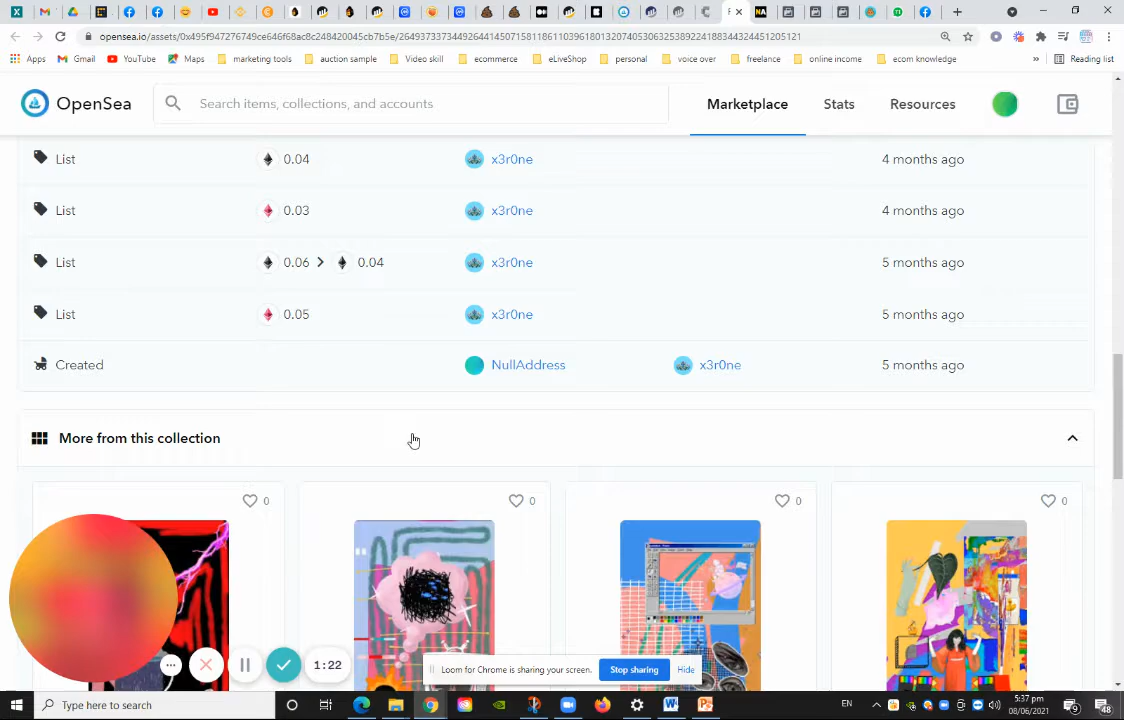 opensea.io/assets/0x495f947276749ce646f68ac8c248420045cb7b5e/26493733734492644145071581186110396180132074053063253892241883443244512051​21
Apps Gmail YouTube Maps marketing tools auction sample Video skill ecommerce eLiveShop personal voice over freelance online income ecom knowledge » Reading list
OpenSea Search items, collections, and accounts Marketplace Stats Resources
List 0.04 x3r0ne 4 months ago
List 0.03 x3r0ne 4 months ago
List 0.06 > 0.04 x3r0ne 5 months ago
List 0.05 x3r0ne 5 months ago
Created NullAddress x3r0ne 5 months ago
More from this collection
0 0 0 0
1:22
Loom for Chrome is sharing your screen. Stop sharing Hide
Type here to search
EN
5:37 pm
08/06/2021
9
48